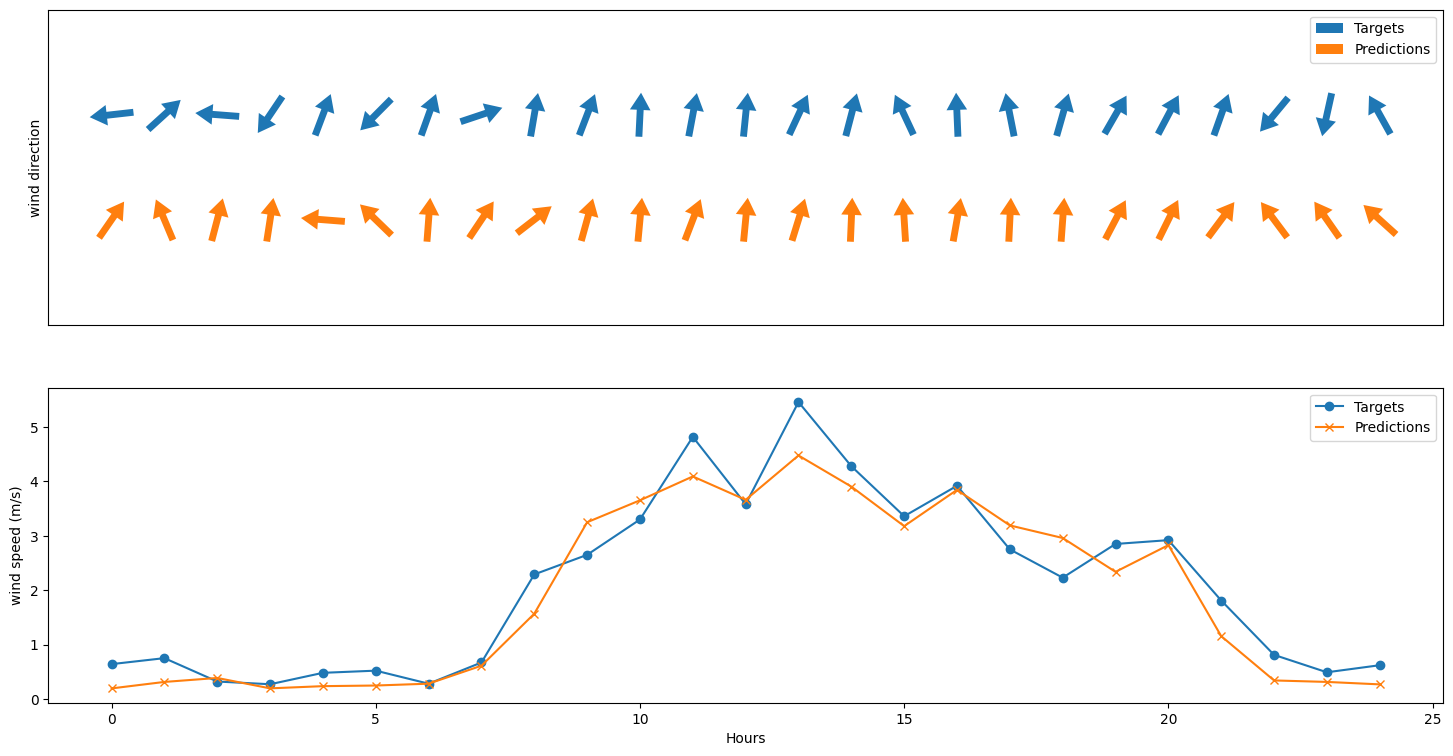 Targets
Predictions
wind direction
Targets
Predictions
wind speed (m/s)
5
4
3
2
1
0
0 5 10 15 20 25
Hours